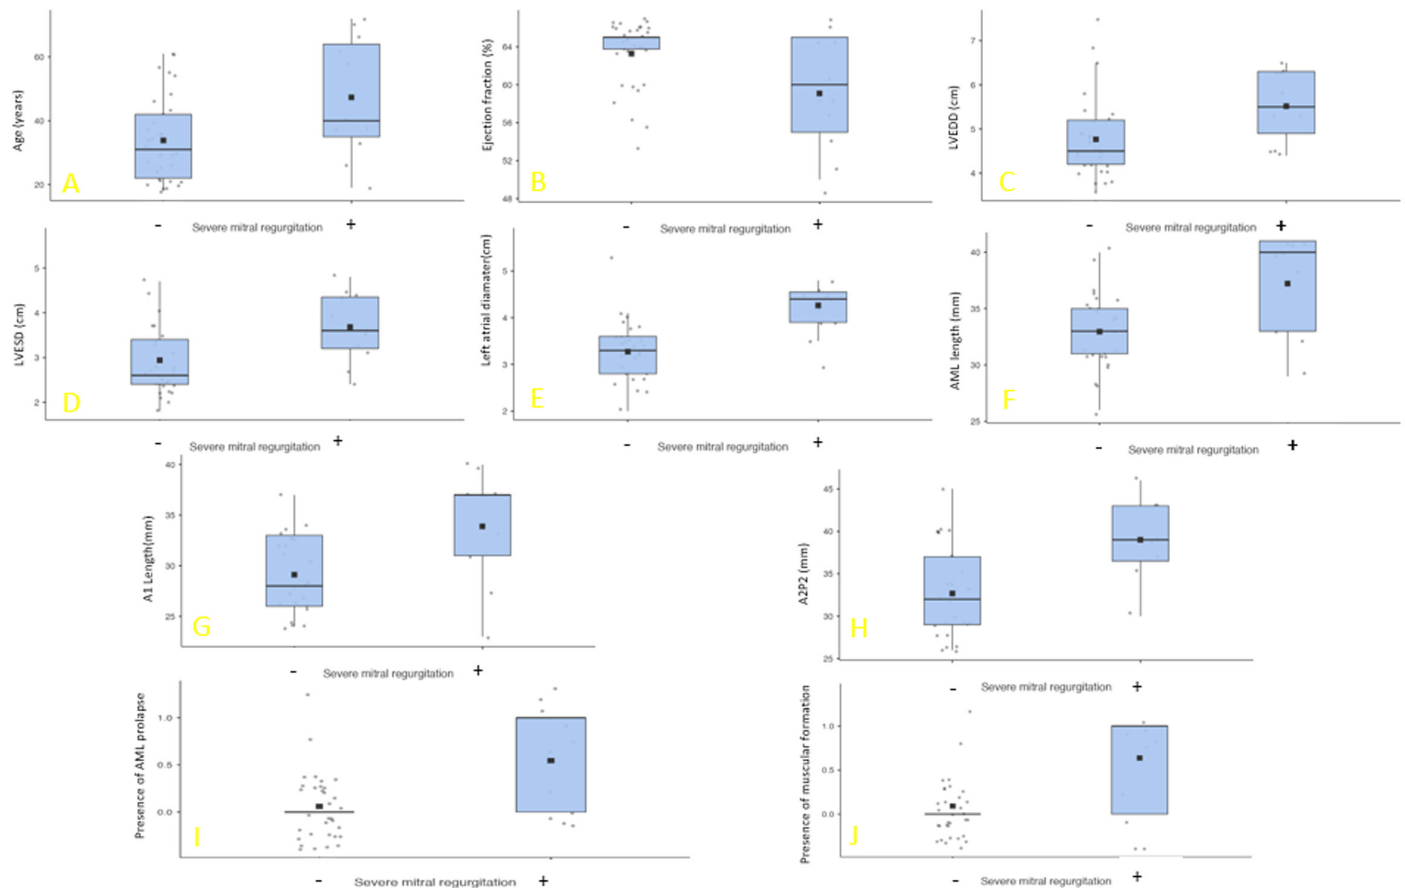 Age (years)
60
40
20
A
- Severe mitral regurgitation +
Ejection fraction (%)
64
60
56
52
48
B
- Severe mitral regurgitation +
LVEDD (cm)
7
6
5
4
C
- Severe mitral regurgitation +
LVESD (cm)
5
4
3
2
D
- Severe mitral regurgitation +
Left atrial diamater(cm)
5
4
3
2
E
- Severe mitral regurgitation +
AML length (mm)
40
35
30
25
F
- Severe mitral regurgitation +
A1 Length(mm)
40
35
30
25
G
- Severe mitral regurgitation +
A2P2 (mm)
45
40
35
30
25
H
- Severe mitral regurgitation +
Presence of AML prolapse
1.0
0.5
0.0
I
- Severe mitral regurgitation +
Presence of muscular formation
1.0
0.5
0.0
J
- Severe mitral regurgitation +